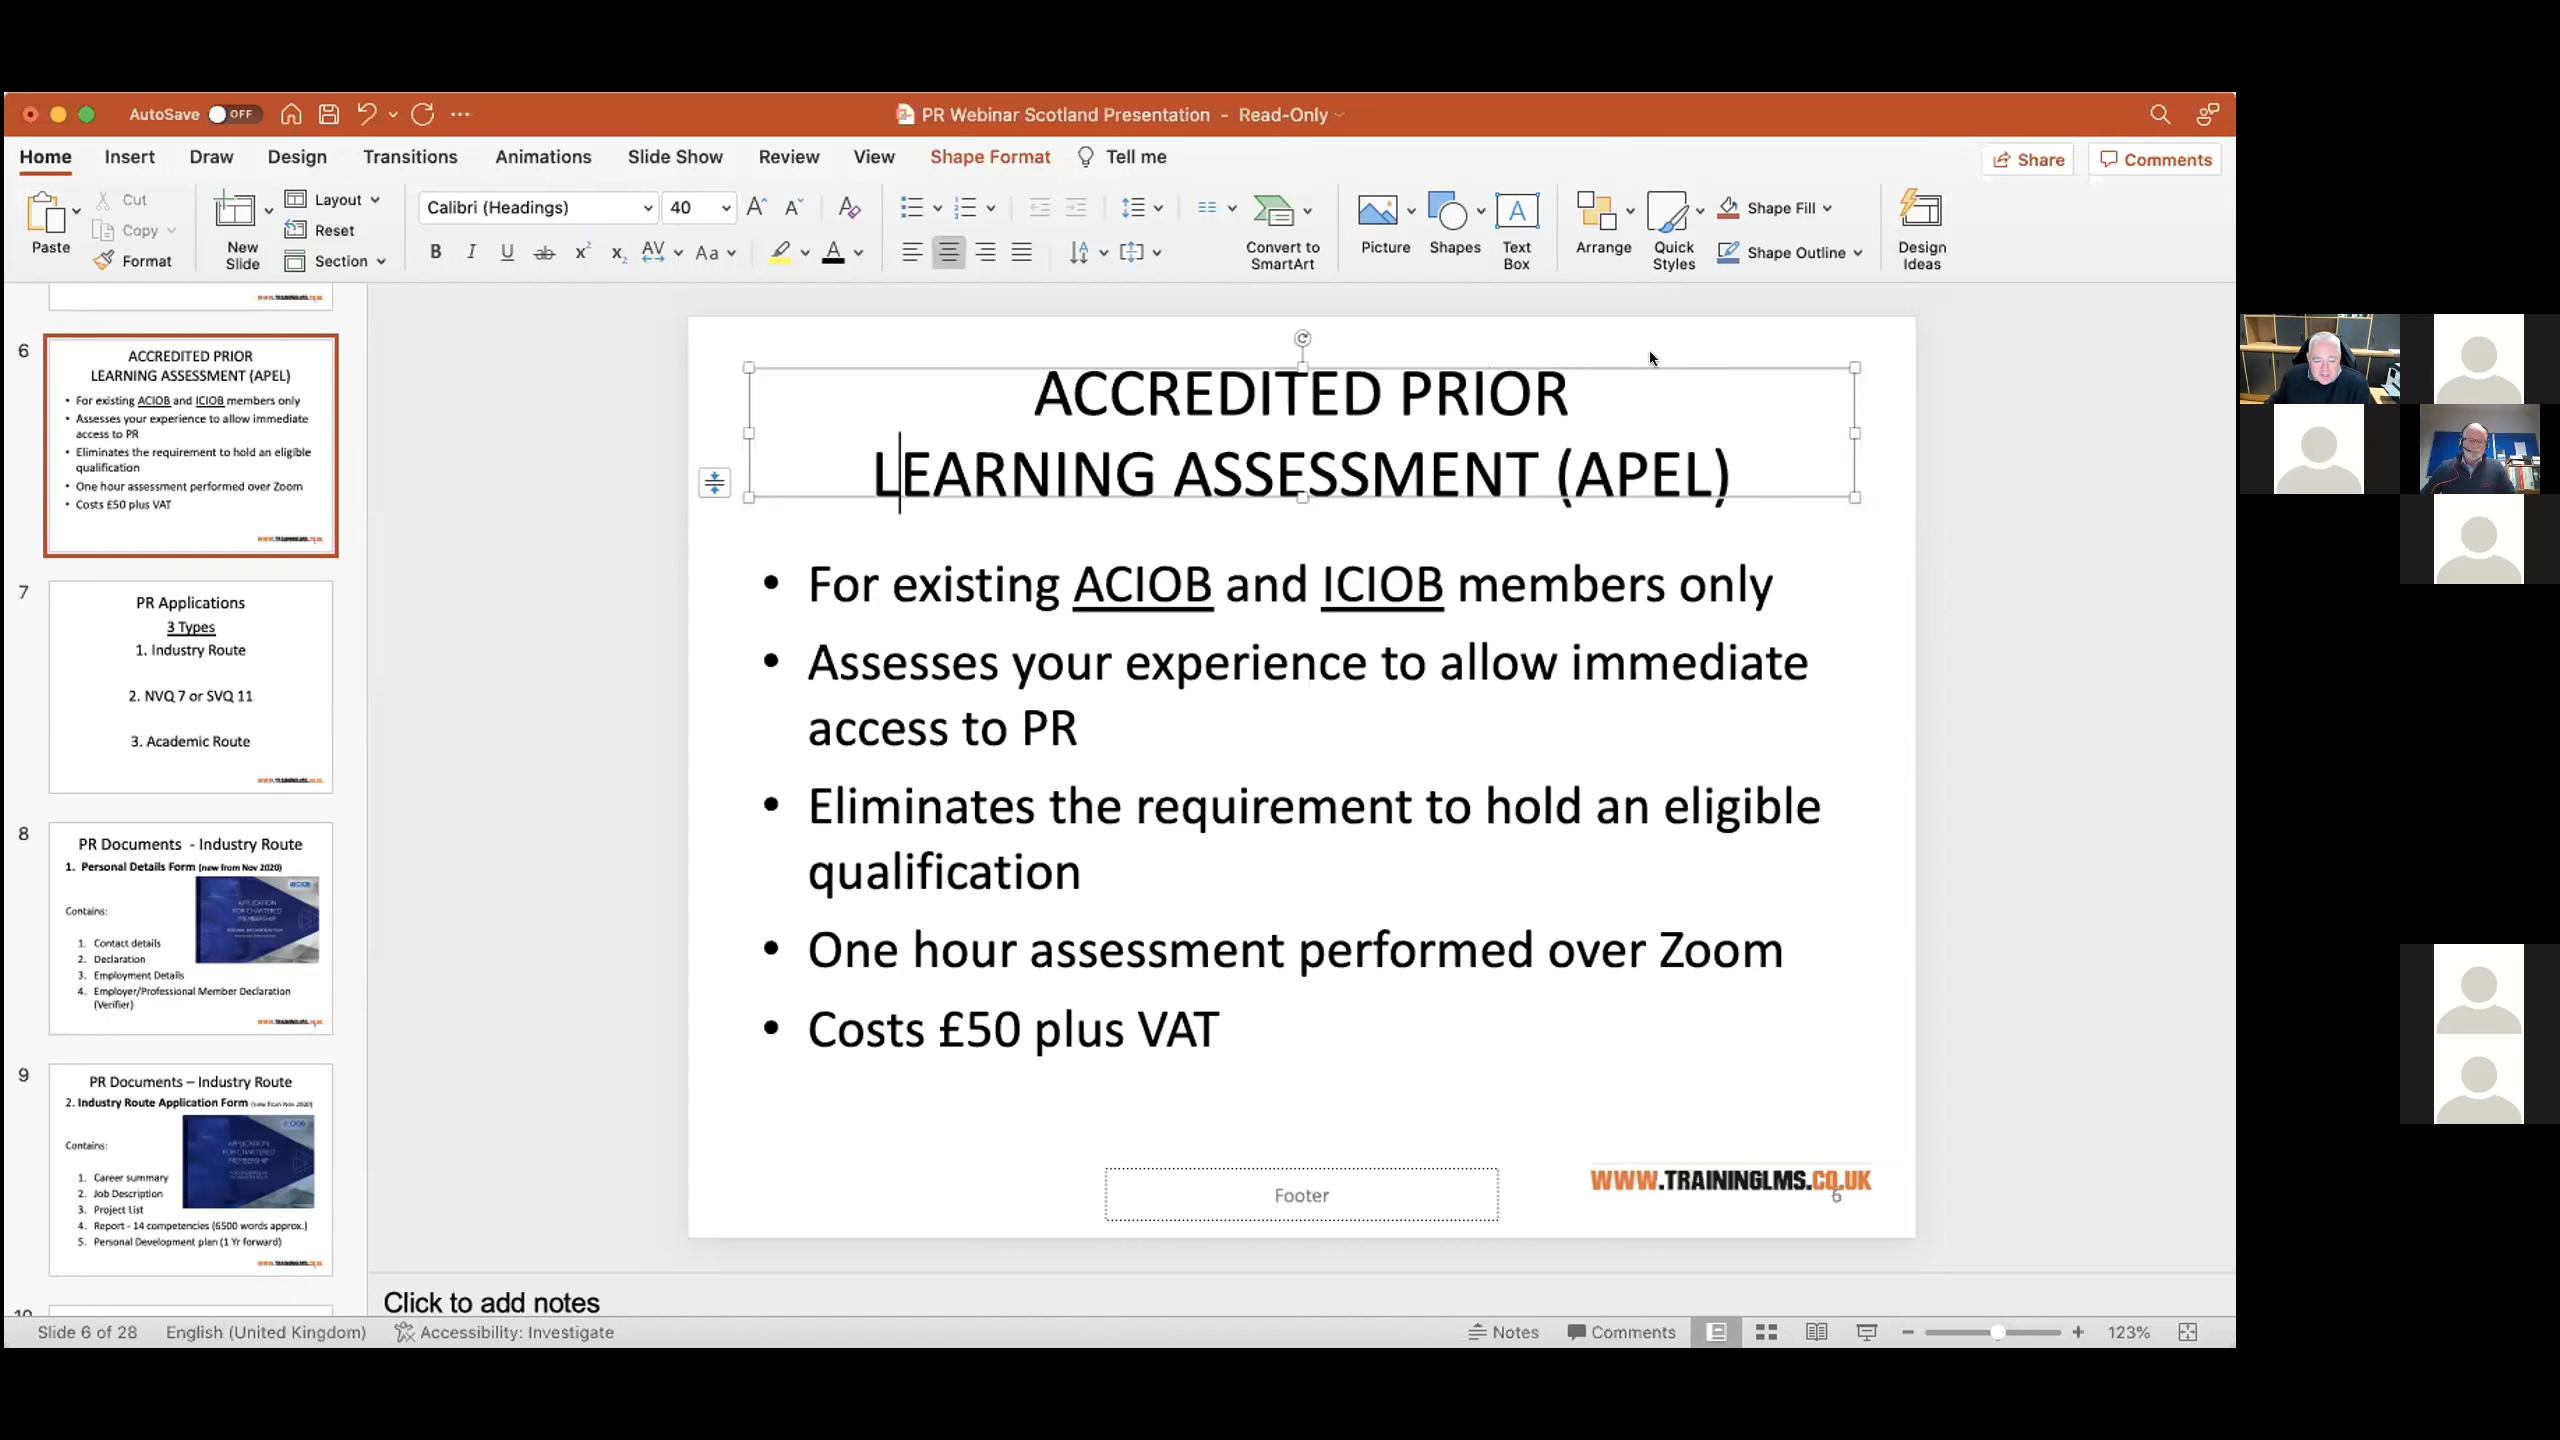 AutoSave OFF
PR Webinar Scotland Presentation - Read-Only
Home Insert Draw Design Transitions Animations Slide Show Review View Shape Format Tell me Share Comments
Paste Cut Copy Format New Slide Layout Reset Section
Calibri (Headings) 40
Convert to SmartArt Picture Shapes Text Box Arrange Quick Styles Shape Fill Shape Outline Design Ideas
WWW.TRAININGLMS.CO.UK
6
ACCREDITED PRIOR
LEARNING ASSESSMENT (APEL)
• For existing ACIOB and ICIOB members only
• Assesses your experience to allow immediate
access to PR
• Eliminates the requirement to hold an eligible
qualification
• One hour assessment performed over Zoom
• Costs £50 plus VAT
WWW.TRAININGLMS.CO.UK
7
PR Applications
3 Types
1. Industry Route
2. NVQ 7 or SVQ 11
3. Academic Route
WWW.TRAININGLMS.CO.UK
8
PR Documents - Industry Route
1. Personal Details Form (new from Nov 2020)
APPLICATION
FOR CHARTERED
MEMBERSHIP
Contains:
1. Contact details
2. Declaration
3. Employment Details
4. Employer/Professional Member Declaration
(Verifier)
WWW.TRAININGLMS.CO.UK
9
PR Documents – Industry Route
2. Industry Route Application Form (new from Nov 2020)
APPLICATION
FOR CHARTERED
MEMBERSHIP
Contains:
1. Career summary
2. Job Description
3. Project List
4. Report - 14 competencies (6500 words approx.)
5. Personal Development plan (1 Yr forward)
WWW.TRAININGLMS.CO.UK
ACCREDITED PRIOR
LEARNING ASSESSMENT (APEL)
• For existing ACIOB and ICIOB members only
• Assesses your experience to allow immediate
access to PR
• Eliminates the requirement to hold an eligible
qualification
• One hour assessment performed over Zoom
• Costs £50 plus VAT
Footer
WWW.TRAININGLMS.CO.UK
6
Click to add notes
Slide 6 of 28 English (United Kingdom) Accessibility: Investigate Notes Comments 123%